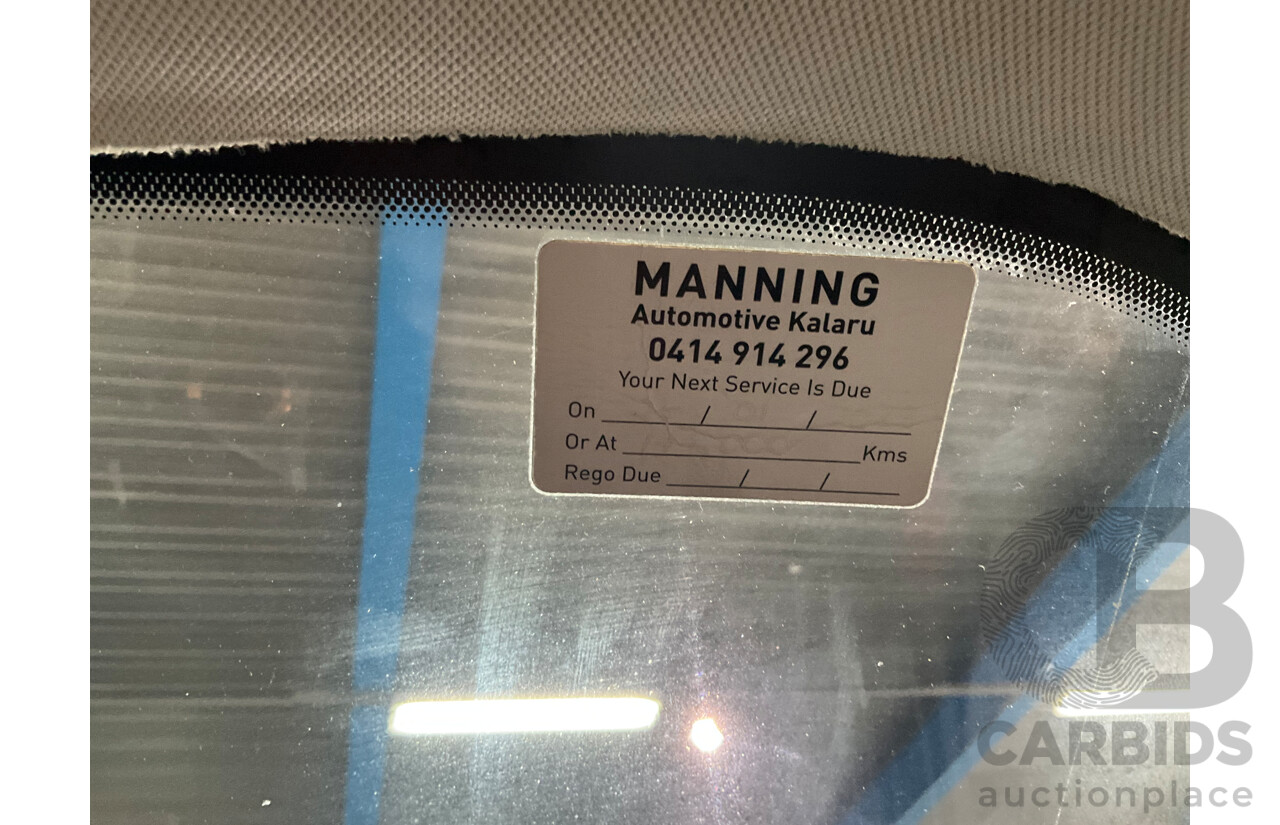 MANNING
Automotive Kalaru
0414 914 296
Your Next Service Is Due
On / /
Or At Kms
Rego Due / /
CB
CARBIDS
auctionplace